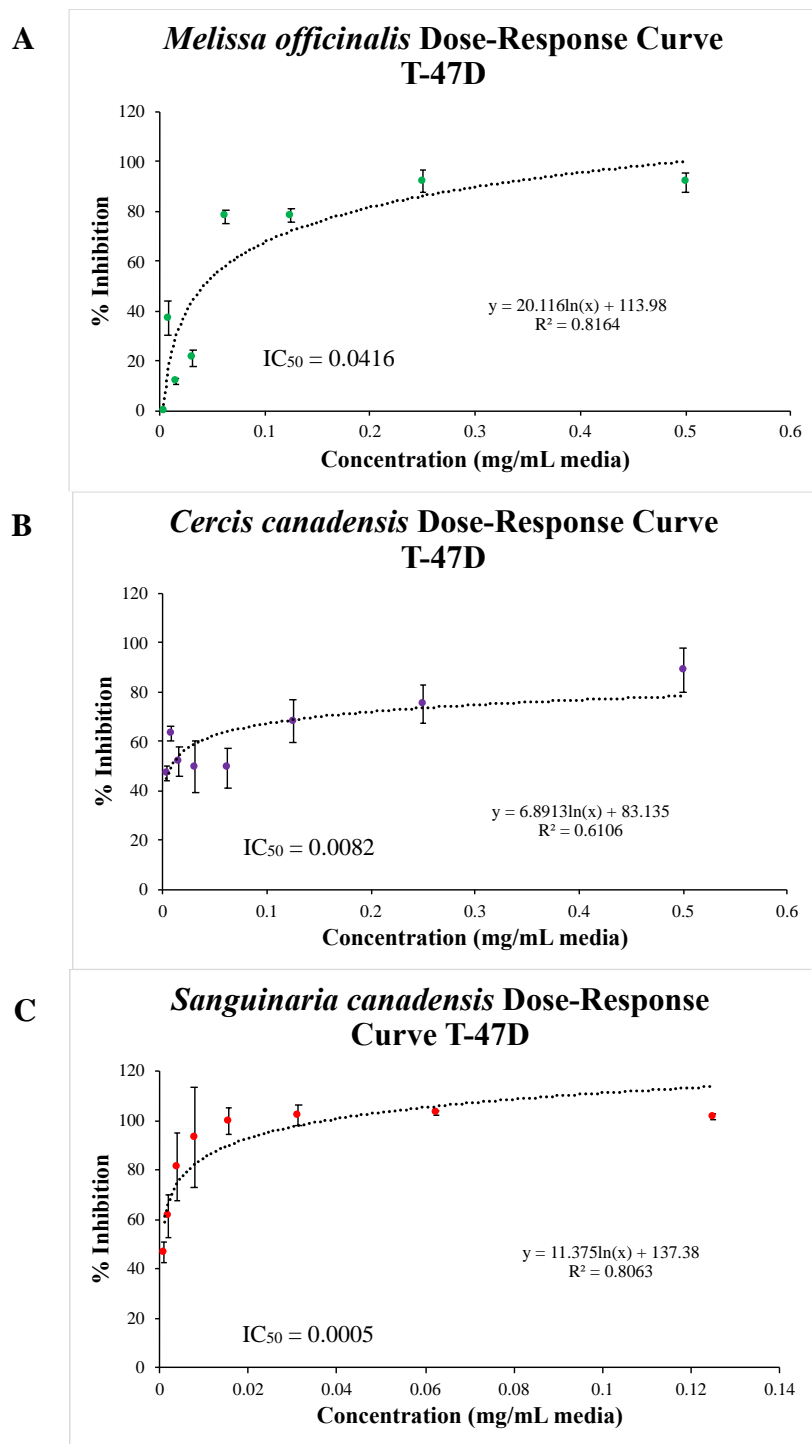 A
Melissa officinalis Dose-Response Curve
T-47D
120
100
80
60
40
20
0
% Inhibition
y = 20.116ln(x) + 113.98
R² = 0.8164
IC₅₀ = 0.0416
0 0.1 0.2 0.3 0.4 0.5 0.6
Concentration (mg/mL media)
B
Cercis canadensis Dose-Response Curve
T-47D
120
100
80
60
40
20
0
% Inhibition
y = 6.8913ln(x) + 83.135
R² = 0.6106
IC₅₀ = 0.0082
0 0.1 0.2 0.3 0.4 0.5 0.6
Concentration (mg/mL media)
C
Sanguinaria canadensis Dose-Response
Curve T-47D
120
100
80
60
40
20
0
% Inhibition
y = 11.375ln(x) + 137.38
R² = 0.8063
IC₅₀ = 0.0005
0 0.02 0.04 0.06 0.08 0.1 0.12 0.14
Concentration (mg/mL media)